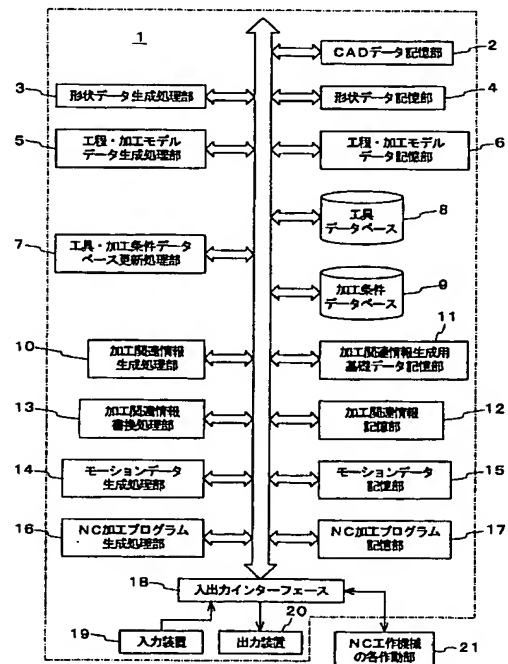 1
CADデータ記憶部
2
3
形状データ生成処理部
形状データ記憶部
4
5
工程・加工モデル
データ生成処理部
工程・加工モデル
データ記憶部
6
工具
データベース
8
7
工具・加工条件データ
ベース更新処理部
加工条件
データベース
9
10
加工関連情報
生成処理部
11
加工関連情報生成用
基礎データ記憶部
13
加工関連情報
書換処理部
加工関連情報
記憶部
12
14
モーションデータ
生成処理部
モーションデータ
記憶部
15
16
NC加工プログラム
生成処理部
NC加工プログラム
記憶部
17
18
入出力インターフェース
19
入力装置
20
出力装置
NC工作機械
の各作動部
21